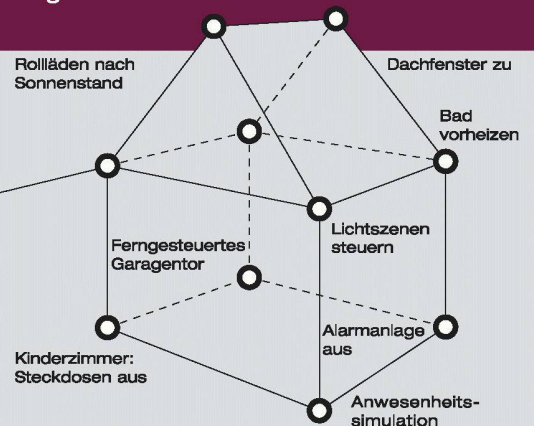 Rollläden nach
Sonnenstand
Dachfenster zu
Bad
vorheizen
Lichtszenen
steuern
Ferngesteuertes
Garagentor
Alarmanlage
aus
Kinderzimmer:
Steckdosen aus
Anwesenheits-
simulation